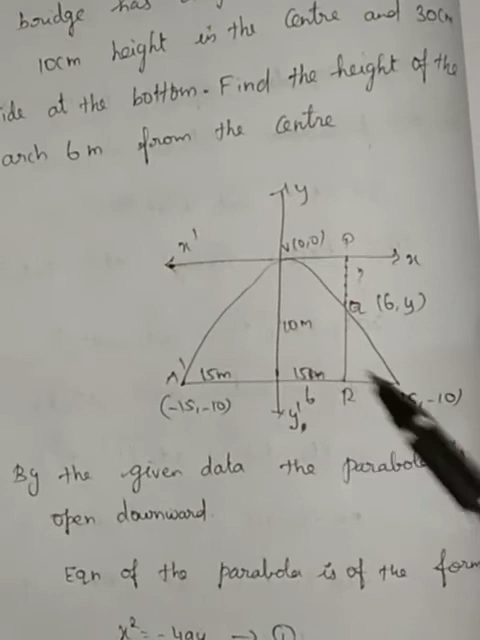 bridge has
10cm height in the centre and 30cm
ide at the bottom. Find the height of the
arch 6m from the centre
y
x' V(0,0) P x
?
Q (6,y)
10m
A' 15m 15m
(-15,-10) 6 R 5,-10)
y'
By the given data the parabola
open downward.
Eqn of the parabola is of the form
x² = -4ay → ①